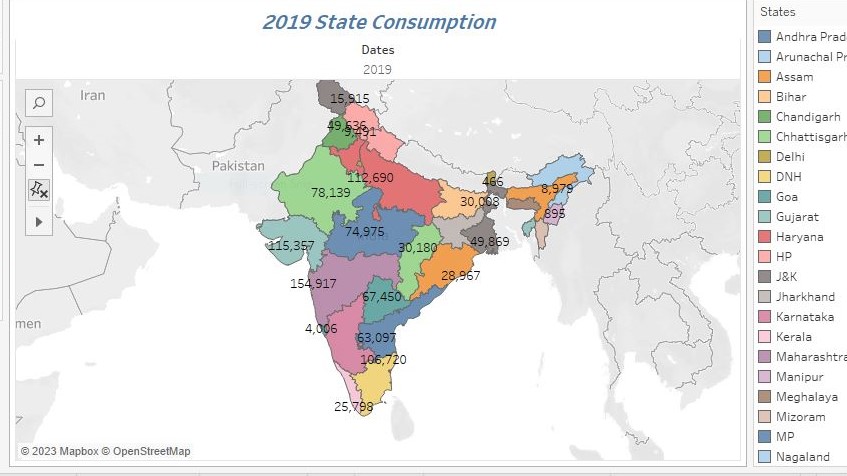 2019 State Consumption
Dates
2019
Iran
Pakistan
men
15,915
49,636
9,491
112,690
78,139
466
8,979
30,008
895
74,975
115,357
30,180
49,869
28,967
154,917
67,450
4,006
63,097
106,720
25,798
© 2023 Mapbox © OpenStreetMap
States
Andhra Prad
Arunachal Pr
Assam
Bihar
Chandigarh
Chhattisgarh
Delhi
DNH
Goa
Gujarat
Haryana
HP
J&K
Jharkhand
Karnataka
Kerala
Maharashtra
Manipur
Meghalaya
Mizoram
MP
Nagaland